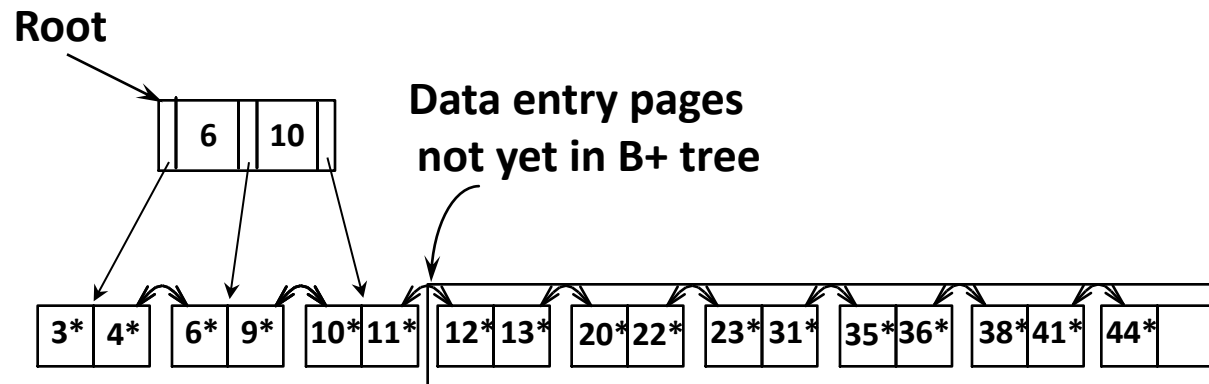 Root
6 10
Data entry pages
not yet in B+ tree
3* 4* 6* 9* 10* 11* 12* 13* 20* 22* 23* 31* 35* 36* 38* 41* 44*